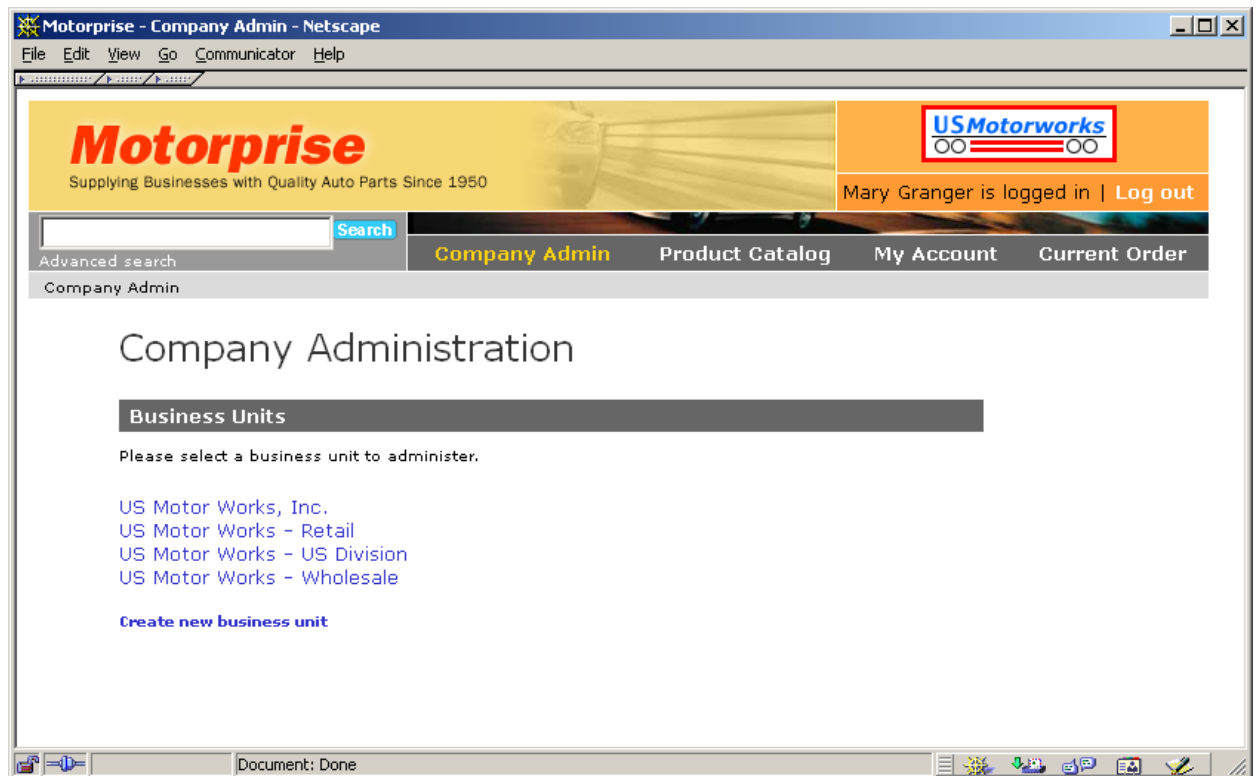 Motorprise - Company Admin - Netscape
File Edit View Go Communicator Help
Motorprise
Supplying Businesses with Quality Auto Parts Since 1950
USMotorworks
Mary Granger is logged in | Log out
Search
Advanced search
Company Admin Product Catalog My Account Current Order
Company Admin
Company Administration
Business Units
Please select a business unit to administer.
US Motor Works, Inc.
US Motor Works – Retail
US Motor Works – US Division
US Motor Works – Wholesale
Create new business unit
Document: Done